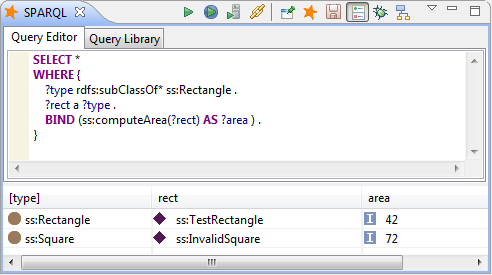 SPARQL
Query Editor Query Library
SELECT *
WHERE {
?type rdfs:subClassOf* ss:Rectangle .
?rect a ?type .
BIND (ss:computeArea(?rect) AS ?area ) .
}
[type] rect area
ss:Rectangle ss:TestRectangle I 42
ss:Square ss:InvalidSquare I 72